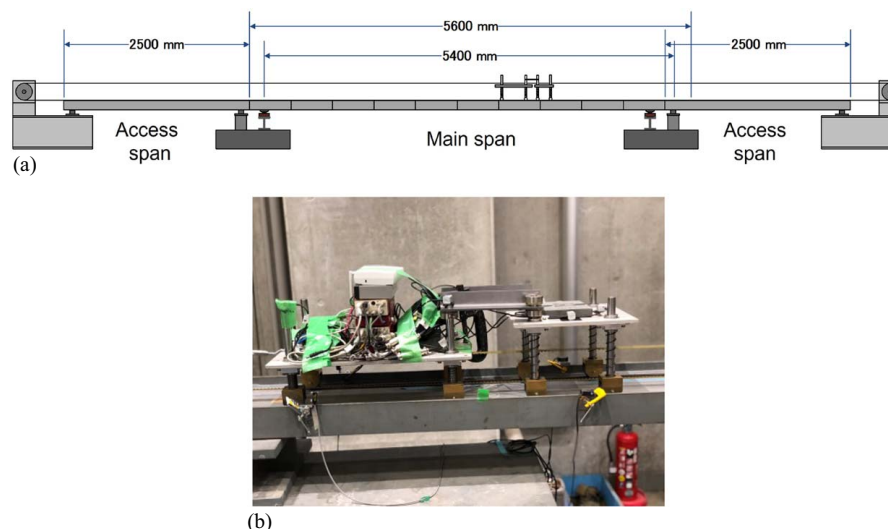 5600 mm
2500 mm
5400 mm
2500 mm
Access
span
Main span
Access
span
(a)
(b)